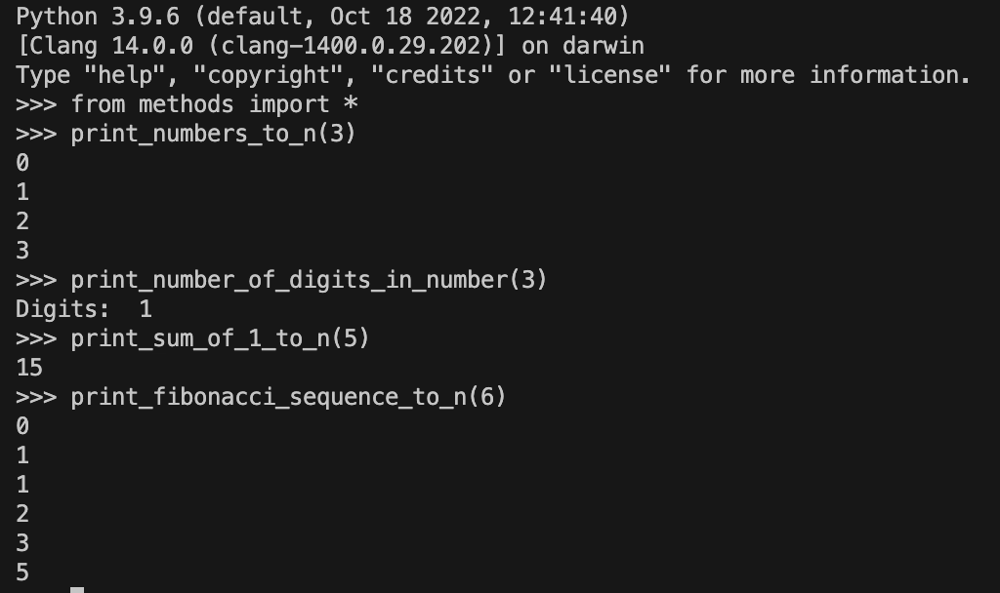 Python 3.9.6 (default, Oct 18 2022, 12:41:40)
[Clang 14.0.0 (clang-1400.0.29.202)] on darwin
Type "help", "copyright", "credits" or "license" for more information.
>>> from methods import *
>>> print_numbers_to_n(3)
0
1
2
3
>>> print_number_of_digits_in_number(3)
Digits:  1
>>> print_sum_of_1_to_n(5)
15
>>> print_fibonacci_sequence_to_n(6)
0
1
1
2
3
5